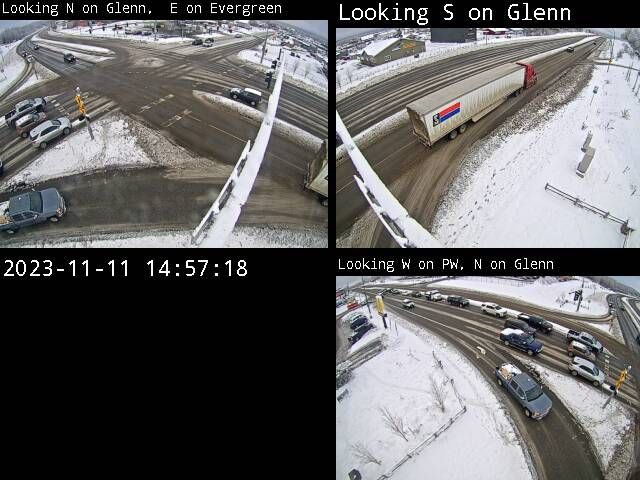 Looking N on Glenn,  E on Evergreen
Looking S on Glenn
2023-11-11 14:57:18
Looking W on PW, N on Glenn